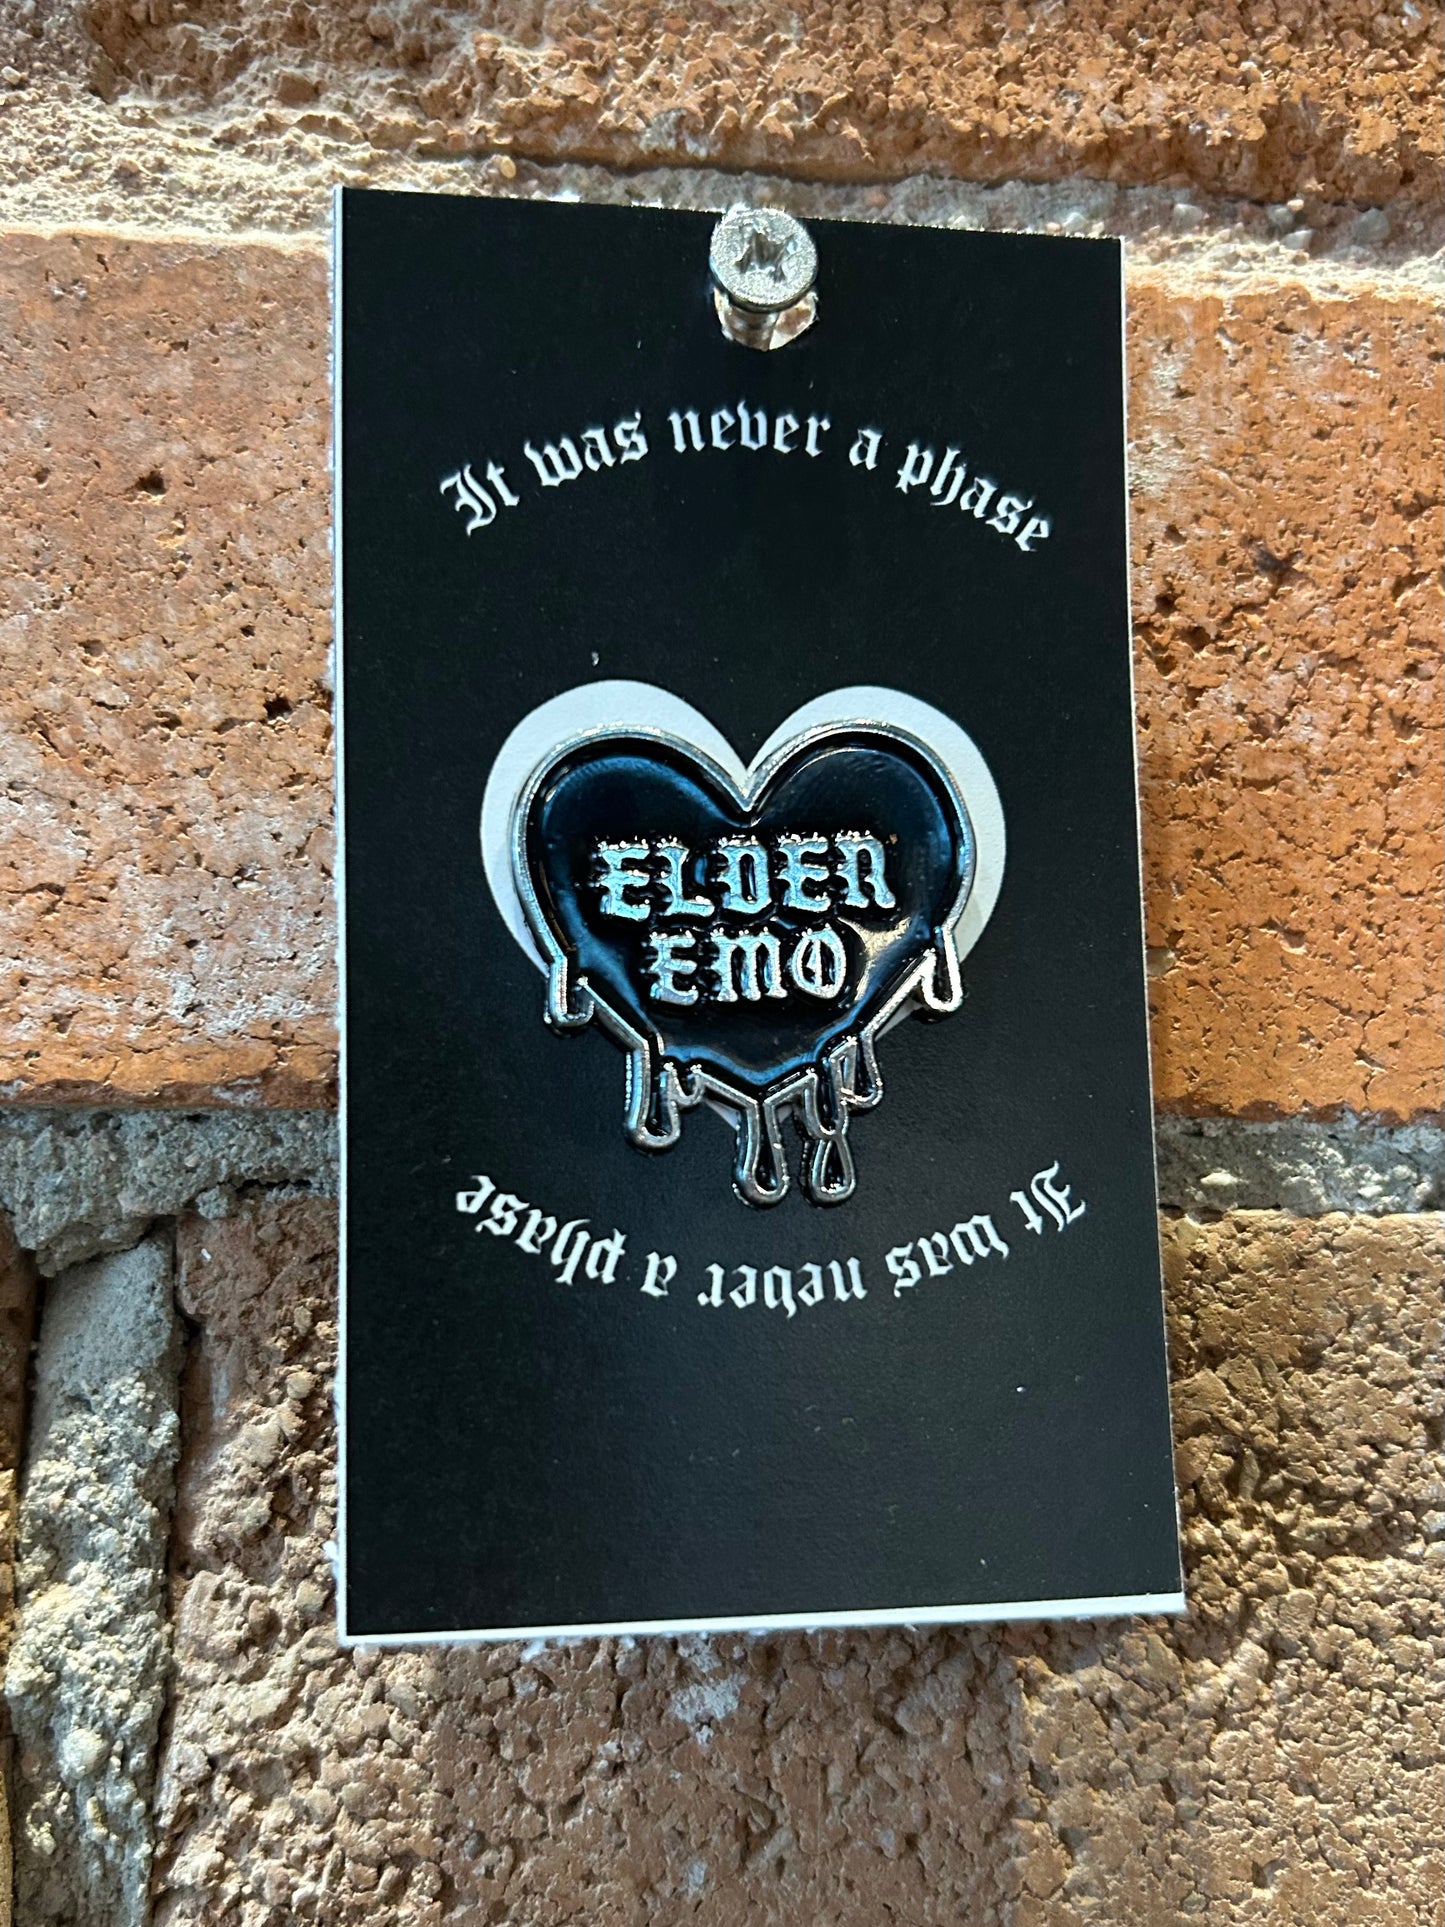 It was never a phase
ELDER
EMO
It was never a phase